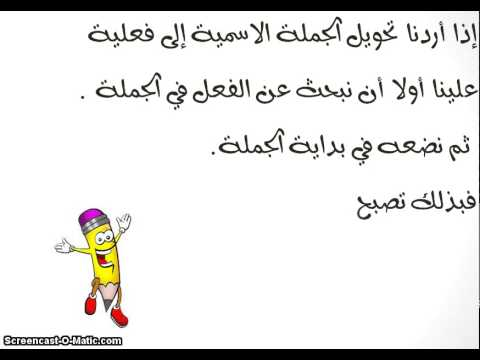 إذا أردنا تحويل الجملة الاسمية إلى فعلية
علينا أولا أن نبحث عن الفعل في الجملة .
ثم نضعه في بداية الجملة .
فبذلك تصبح
Screencast-O-Matic.com